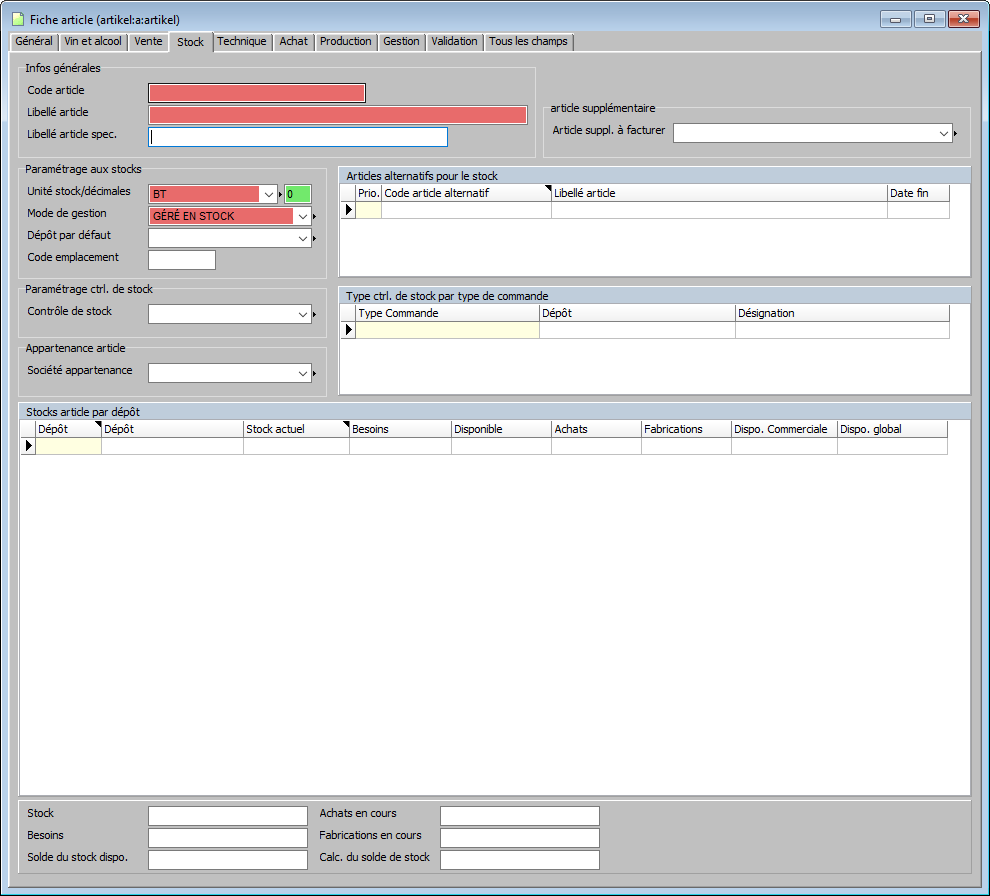 Fiche article (artikel:a:artikel)
Général Vin et alcool Vente Stock Technique Achat Production Gestion Validation Tous les champs
Infos générales
Code article
Libellé article
Libellé article spec.
article supplémentaire
Article suppl. à facturer
Paramétrage aux stocks
Unité stock/décimales BT 0
Mode de gestion GÉRÉ EN STOCK
Dépôt par défaut
Code emplacement
Articles alternatifs pour le stock
Prio. Code article alternatif Libellé article Date fin
Paramétrage ctrl. de stock
Contrôle de stock
Type ctrl. de stock par type de commande
Type Commande Dépôt Désignation
Appartenance article
Société appartenance
Stocks article par dépôt
Dépôt Dépôt Stock actuel Besoins Disponible Achats Fabrications Dispo. Commerciale Dispo. global
Stock Achats en cours
Besoins Fabrications en cours
Solde du stock dispo. Calc. du solde de stock